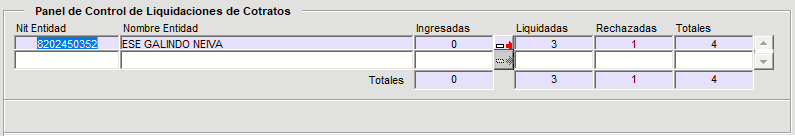 Panel de Control de Liquidaciones de Cotratos
Nit Entidad Nombre Entidad Ingresadas Liquidadas Rechazadas Totales
8202450352 ESE GALINDO NEIVA 0 3 1 4
Totales 0 3 1 4